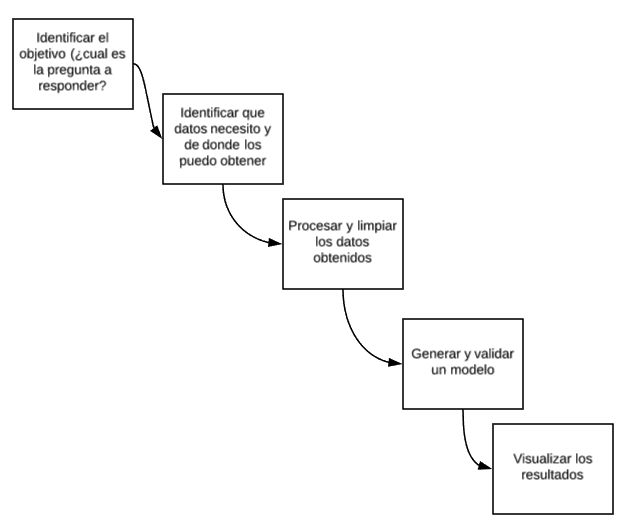 Identificar el
objetivo (¿cual es
la pregunta a
responder?
Identificar que
datos necesito y
de donde los
puedo obtener
Procesar y limpiar
los datos
obtenidos
Generar y validar
un modelo
Visualizar los
resultados